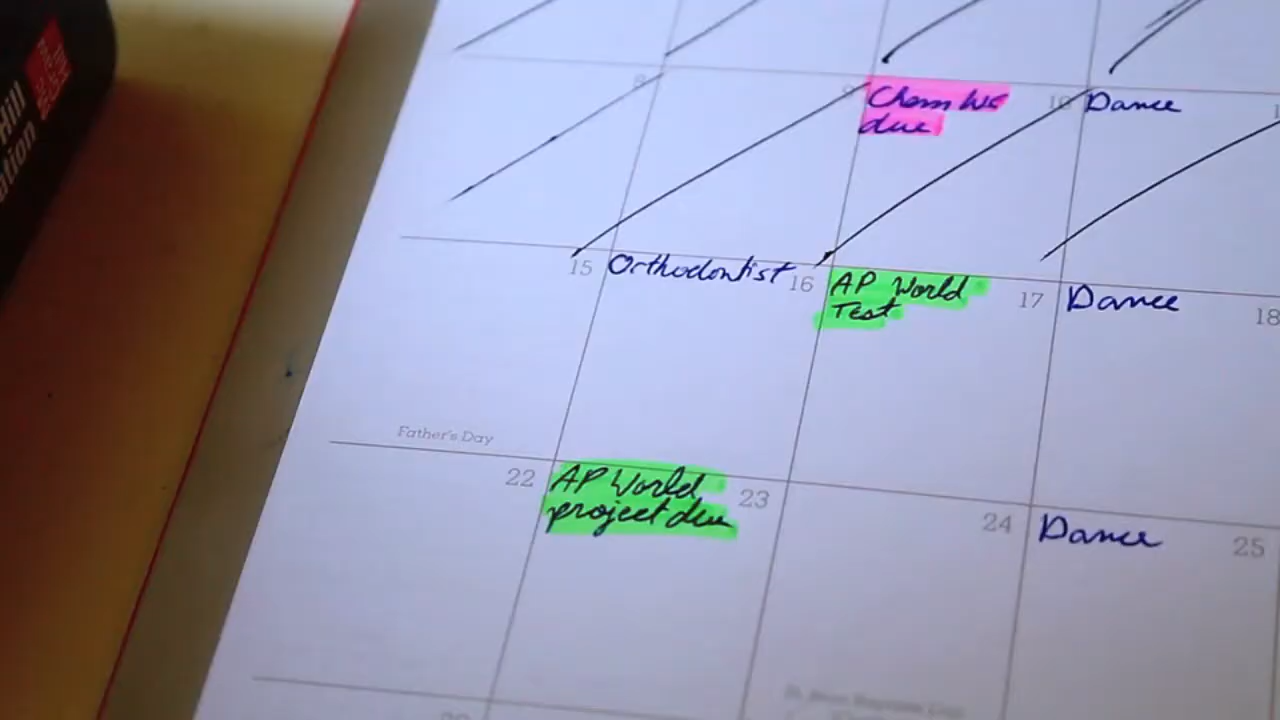 Hill
8
9
Chem WS
due
10
Dance
15
Orthodontist
16
AP World
Test
17
Dance
18
Father's Day
22
AP World
project due
23
24
Dance
25